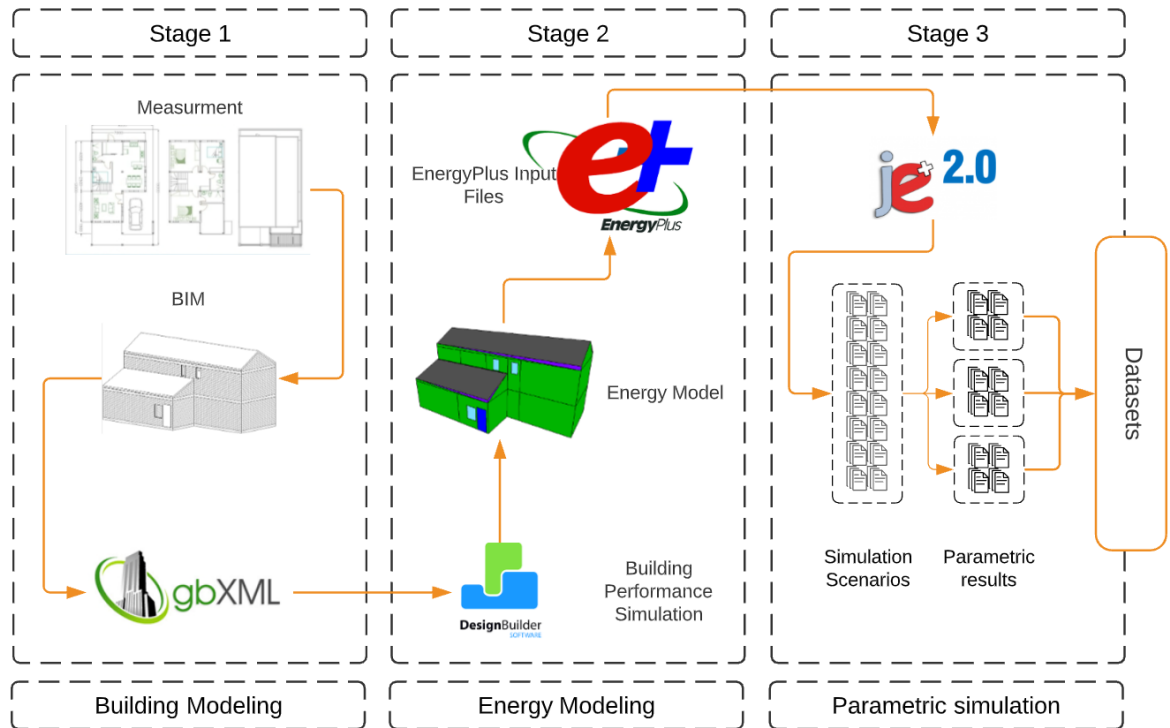 Stage 1
Stage 2
Stage 3
Measurment
BIM
gbXML
EnergyPlus Input
Files
e+
EnergyPlus
Energy Model
Building
Performance
Simulation
DesignBuilder
SOFTWARE
je+ 2.0
Simulation
Scenarios
Parametric
results
Datasets
Building Modeling
Energy Modeling
Parametric simulation